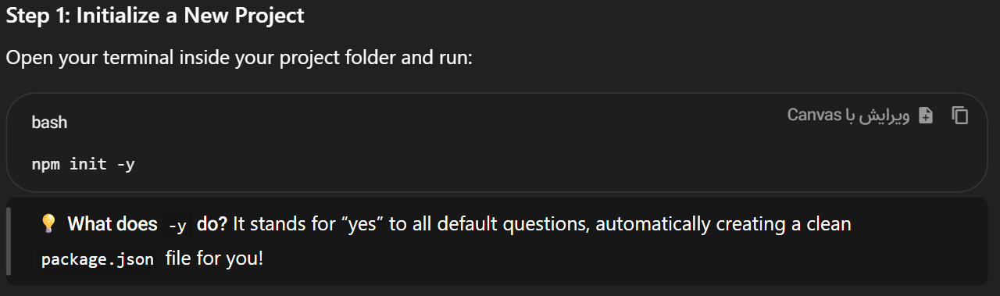 Step 1: Initialize a New Project
Open your terminal inside your project folder and run:
ویرایش با Canvas
bash
npm init -y
💡 What does -y do? It stands for “yes” to all default questions, automatically creating a clean
package.json file for you!